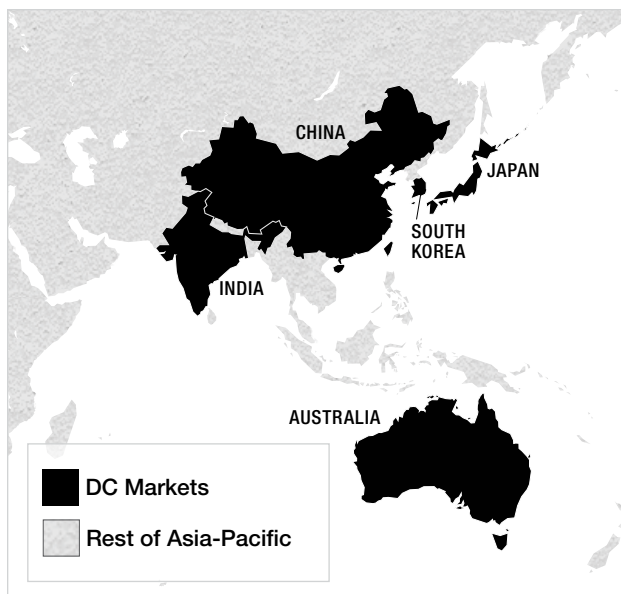 CHINA
JAPAN
SOUTH
KOREA
INDIA
AUSTRALIA
DC Markets
Rest of Asia-Pacific